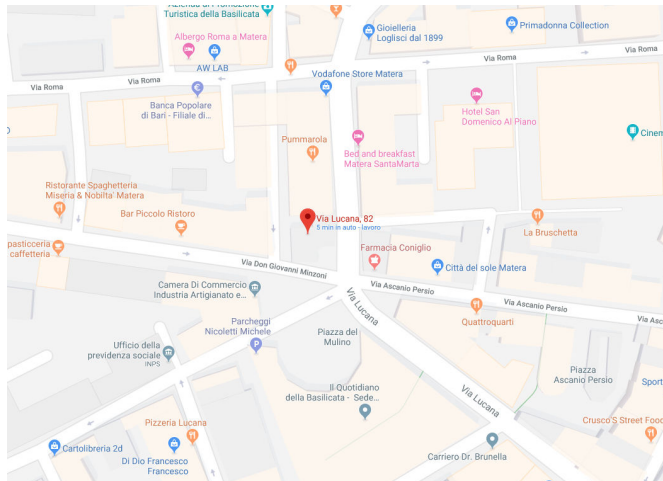 Turistica della Basilicata
Gioielleria
Loglisci dal 1899
Primadonna Collection
Albergo Roma a Matera
AW LAB
Via Roma
Via Roma
Via Roma
Via Roma
Vodafone Store Matera
Banca Popolare
di Bari - Filiale di...
Hotel San
Domenico Al Piano
Cinem
Pummarola
Bed and breakfast
Matera SantaMarta
Ristorante Spaghetteria
Miseria & Nobilta' Matera
Bar Piccolo Ristoro
Via Lucana, 82
5 min in auto - lavoro
La Bruschetta
pasticceria
caffetteria
Farmacia Coniglio
Via Don Giovanni Minzoni
Città del sole Matera
Camera Di Commercio
Industria Artigianato e...
Via Ascanio Persio
Via Ascanio Persio
Via Lucana
Quattroquarti
Parcheggi
Nicoletti Michele
Piazza del
Mulino
Ufficio della
previdenza sociale
INPS
Piazza
Ascanio Persio
Sport
Il Quotidiano
della Basilicata - Sede...
Via Lucana
Pizzeria Lucana
Crusco'S Street Food
Cartolibreria 2d
Di Dio Francesco
Francesco
Carriero Dr. Brunella